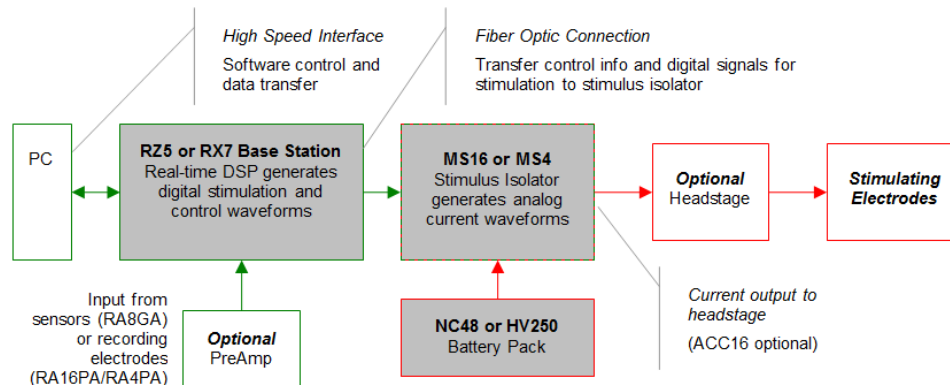 High Speed Interface
Software control and
data transfer
Fiber Optic Connection
Transfer control info and digital signals for
stimulation to stimulus isolator
PC
RZ5 or RX7 Base Station
Real-time DSP generates
digital stimulation and
control waveforms
MS16 or MS4
Stimulus Isolator
generates analog
current waveforms
Optional
Headstage
Stimulating
Electrodes
Input from
sensors (RA8GA)
or recording
electrodes
(RA16PA/RA4PA)
Optional
PreAmp
NC48 or HV250
Battery Pack
Current output to
headstage
(ACC16 optional)